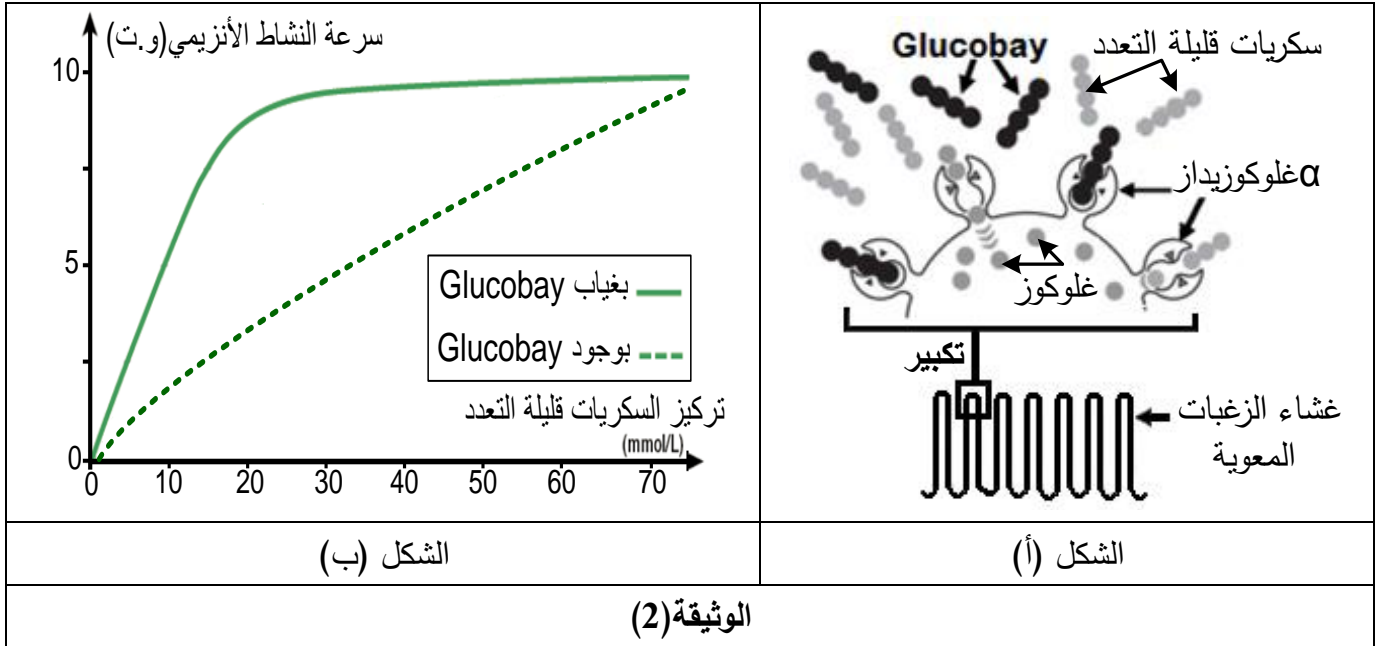 Glucobay
سكريات قليلة التعدد
αغلوكوزيداز
غلوكوز
تكبير
غشاء الزغبات
المعوية
الشكل (أ)
سرعة النشاط الأنزيمي(و.ت)
10
5
0
بغياب Glucobay
بوجود Glucobay
تركيز السكريات قليلة التعدد
(mmol/L)
0 10 20 30 40 50 60 70
الشكل (ب)
الوثيقة(2)